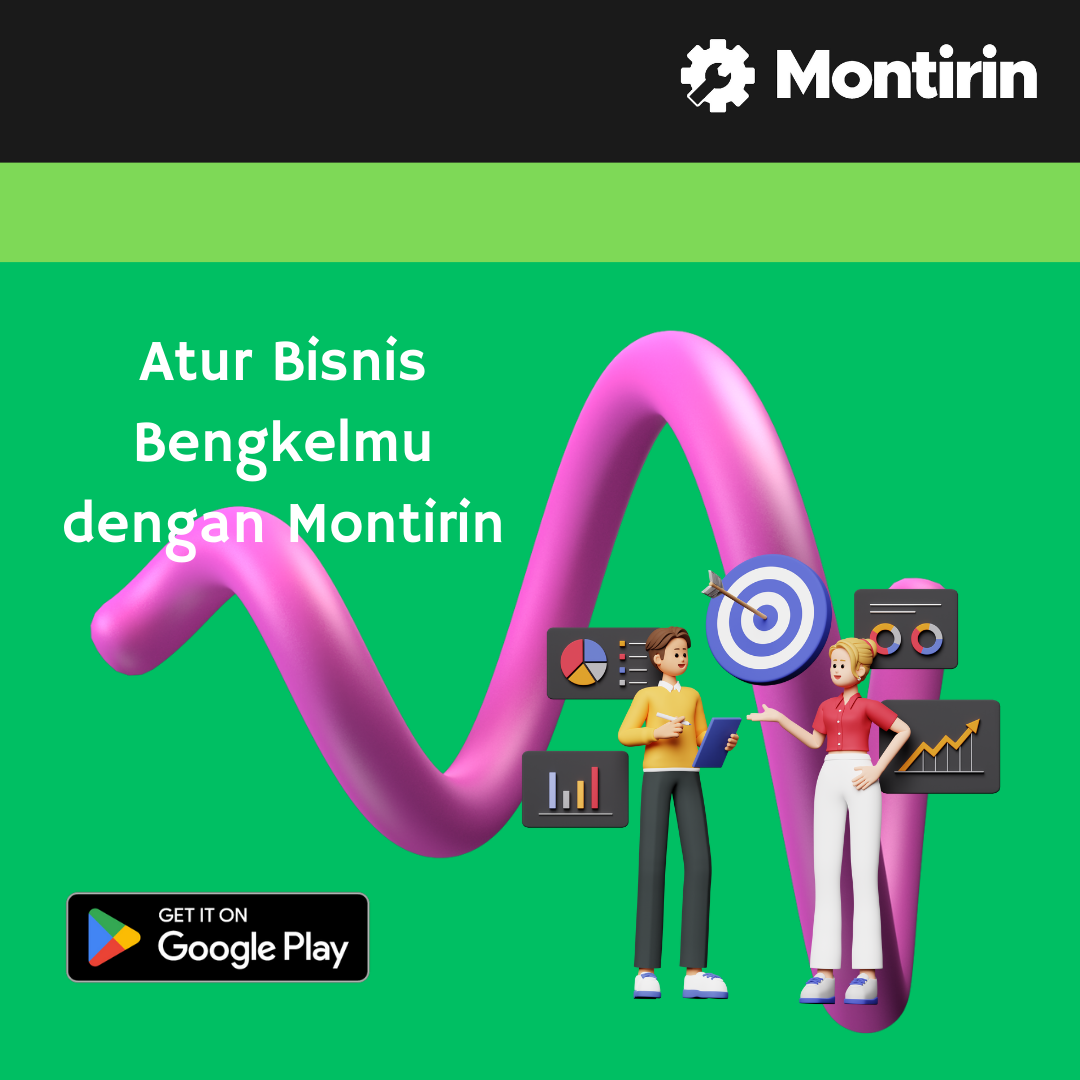 Montirin
Atur Bisnis
Bengkelmu
dengan Montirin
GET IT ON
Google Play